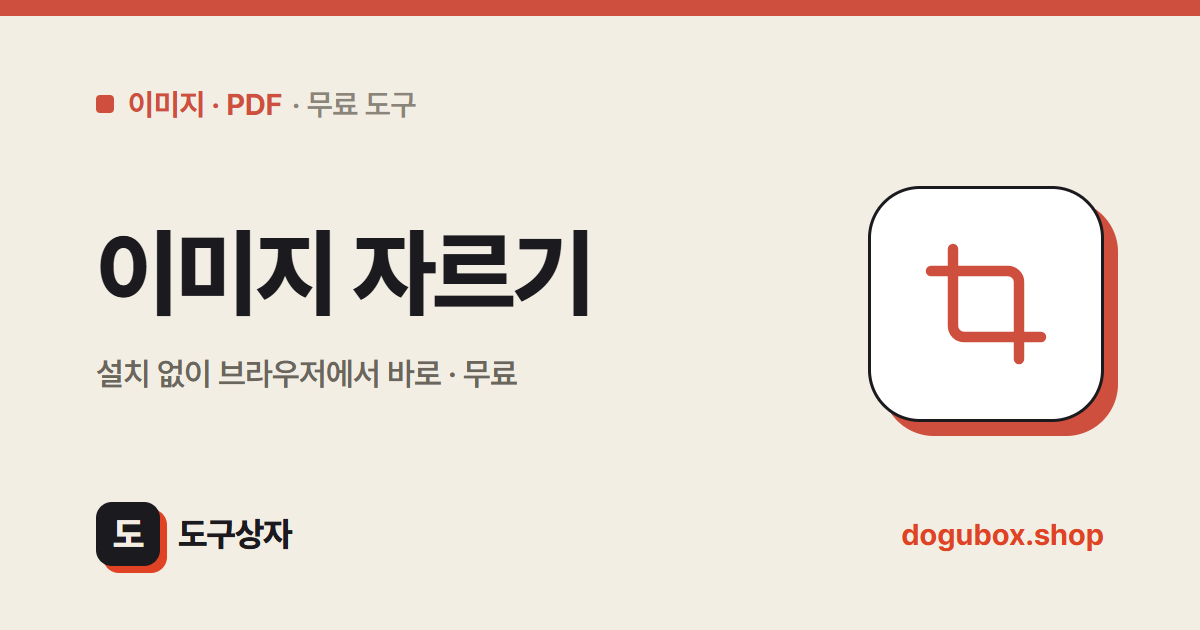 이미지 · PDF · 무료 도구
이미지 자르기
설치 없이 브라우저에서 바로 · 무료
도 도구상자
dogubox.shop